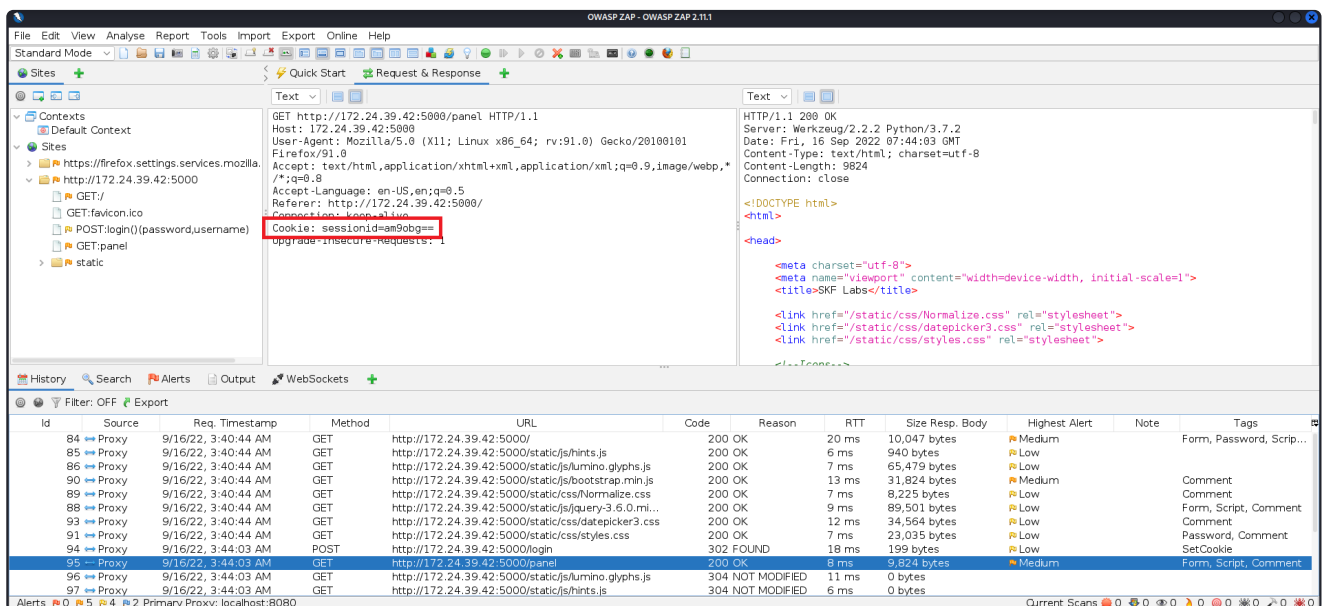 OWASP ZAP - OWASP ZAP 2.11.1
File Edit View Analyse Report Tools Import Export Online Help
Standard Mode
Sites
Quick Start Request & Response
Text
Text
Contexts
Default Context
Sites
https://firefox.settings.services.mozilla.
http://172.24.39.42:5000
GET:/
GET:favicon.ico
POST:login()(password,username)
GET:panel
static
GET http://172.24.39.42:5000/panel HTTP/1.1
Host: 172.24.39.42:5000
User-Agent: Mozilla/5.0 (X11; Linux x86_64; rv:91.0) Gecko/20100101
Firefox/91.0
Accept: text/html,application/xhtml+xml,application/xml;q=0.9,image/webp,*
/*;q=0.8
Accept-Language: en-US,en;q=0.5
Referer: http://172.24.39.42:5000/
Connection: keep-alive
Cookie: sessionid=am9obg==
Upgrade-Insecure-Requests: 1
HTTP/1.1 200 OK
Server: Werkzeug/2.2.2 Python/3.7.2
Date: Fri, 16 Sep 2022 07:44:03 GMT
Content-Type: text/html; charset=utf-8
Content-Length: 9824
Connection: close
<!DOCTYPE html>
<html>
<head>
<meta charset="utf-8">
<meta name="viewport" content="width=device-width, initial-scale=1">
<title>SKF Labs</title>
<link href="/static/css/Normalize.css" rel="stylesheet">
<link href="/static/css/datepicker3.css" rel="stylesheet">
<link href="/static/css/styles.css" rel="stylesheet">
<!--Icons-->
History Search Alerts Output WebSockets
Filter: OFF Export
Id Source Req. Timestamp Method URL Code Reason RTT Size Resp. Body Highest Alert Note Tags
84 Proxy 9/16/22, 3:40:44 AM GET http://172.24.39.42:5000/ 200 OK 20 ms 10,047 bytes Medium Form, Password, Scrip...
85 Proxy 9/16/22, 3:40:44 AM GET http://172.24.39.42:5000/static/js/hints.js 200 OK 6 ms 940 bytes Low
86 Proxy 9/16/22, 3:40:44 AM GET http://172.24.39.42:5000/static/js/lumino.glyphs.js 200 OK 7 ms 65,479 bytes Low
90 Proxy 9/16/22, 3:40:44 AM GET http://172.24.39.42:5000/static/js/bootstrap.min.js 200 OK 13 ms 31,824 bytes Medium Comment
89 Proxy 9/16/22, 3:40:44 AM GET http://172.24.39.42:5000/static/css/Normalize.css 200 OK 7 ms 8,225 bytes Low Comment
88 Proxy 9/16/22, 3:40:44 AM GET http://172.24.39.42:5000/static/js/jquery-3.6.0.mi... 200 OK 9 ms 89,501 bytes Low Form, Script, Comment
93 Proxy 9/16/22, 3:40:44 AM GET http://172.24.39.42:5000/static/css/datepicker3.css 200 OK 12 ms 34,564 bytes Low Comment
91 Proxy 9/16/22, 3:40:44 AM GET http://172.24.39.42:5000/static/css/styles.css 200 OK 7 ms 23,035 bytes Low Password, Comment
94 Proxy 9/16/22, 3:44:03 AM POST http://172.24.39.42:5000/login 302 FOUND 18 ms 199 bytes Low SetCookie
95 Proxy 9/16/22, 3:44:03 AM GET http://172.24.39.42:5000/panel 200 OK 8 ms 9,824 bytes Medium Form, Script, Comment
96 Proxy 9/16/22, 3:44:03 AM GET http://172.24.39.42:5000/static/js/lumino.glyphs.js 304 NOT MODIFIED 11 ms 0 bytes
97 Proxy 9/16/22, 3:44:03 AM GET http://172.24.39.42:5000/static/js/hints.js 304 NOT MODIFIED 6 ms 0 bytes
Alerts 0 5 4 2 Primary Proxy: localhost:8080 Current Scans 0 0 0 0 0 0 0 0